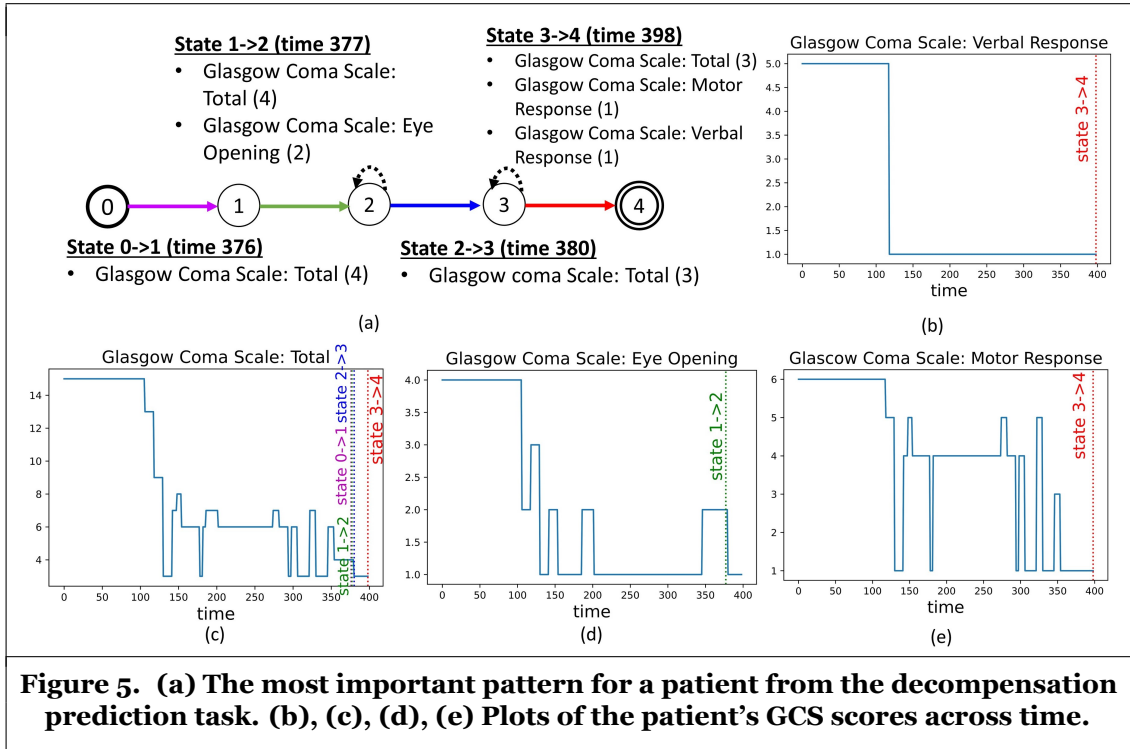 State 1->2 (time 377)
• Glasgow Coma Scale:
Total (4)
• Glasgow Coma Scale: Eye
Opening (2)
State 3->4 (time 398)
• Glasgow Coma Scale: Total (3)
• Glasgow Coma Scale: Motor
Response (1)
• Glasgow Coma Scale: Verbal
Response (1)
0 1 2 3 4
State 0->1 (time 376)
• Glasgow Coma Scale: Total (4)
State 2->3 (time 380)
• Glasgow coma Scale: Total (3)
(a)
Glasgow Coma Scale: Verbal Response
5.0
4.5
4.0
3.5
3.0
2.5
2.0
1.5
1.0
state 3->4
0 50 100 150 200 250 300 350 400
time
(b)
Glasgow Coma Scale: Total
14
12
10
8
6
4
state 0->1
state 1->2
state 2->3
state 3->4
0 50 100 150 200 250 300 350 400
time
(c)
Glasgow Coma Scale: Eye Opening
4.0
3.5
3.0
2.5
2.0
1.5
1.0
state 1->2
0 50 100 150 200 250 300 350 400
time
(d)
Glascow Coma Scale: Motor Response
6
5
4
3
2
1
state 3->4
0 50 100 150 200 250 300 350 400
time
(e)
Figure 5. (a) The most important pattern for a patient from the decompensation
prediction task. (b), (c), (d), (e) Plots of the patient’s GCS scores across time.